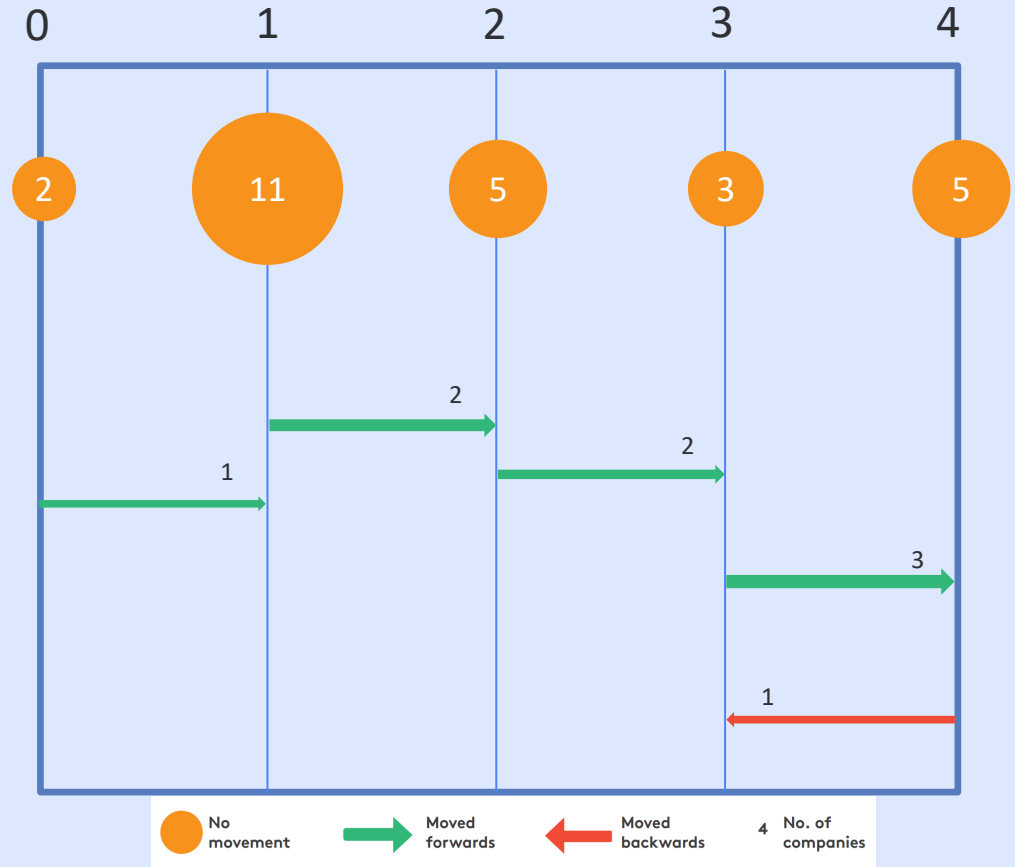 0 1 2 3 4
2 11 5 3 5
2
2
1
3
1
No movement
Moved forwards
Moved backwards
4 No. of companies